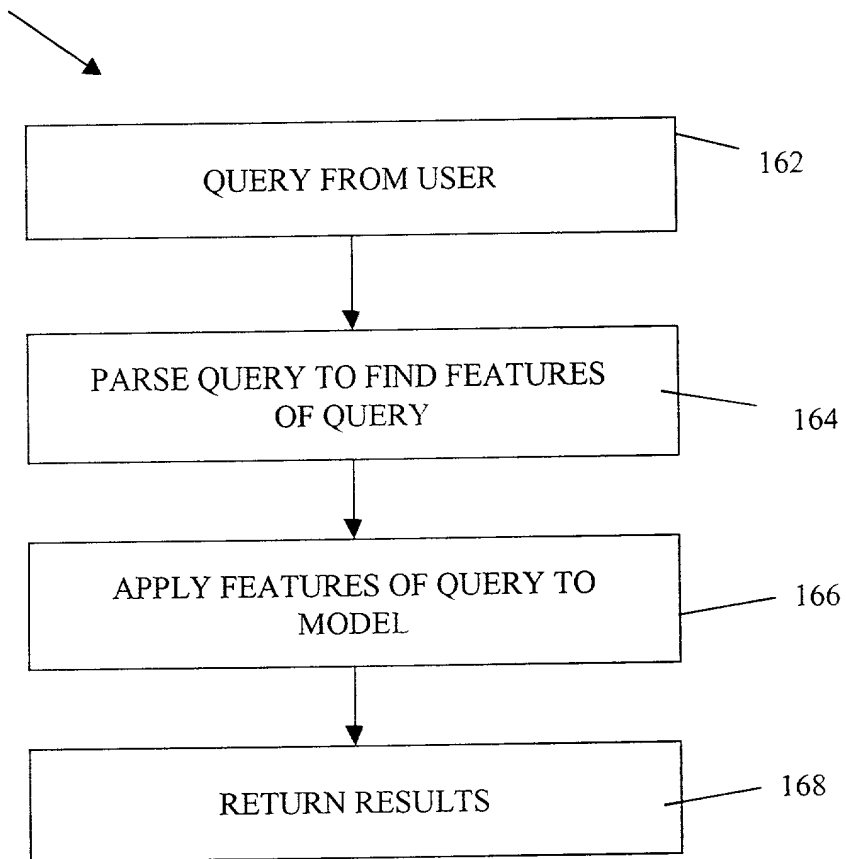 QUERY FROM USER
162
PARSE QUERY TO FIND FEATURES
OF QUERY
164
APPLY FEATURES OF QUERY TO
MODEL
166
RETURN RESULTS
168